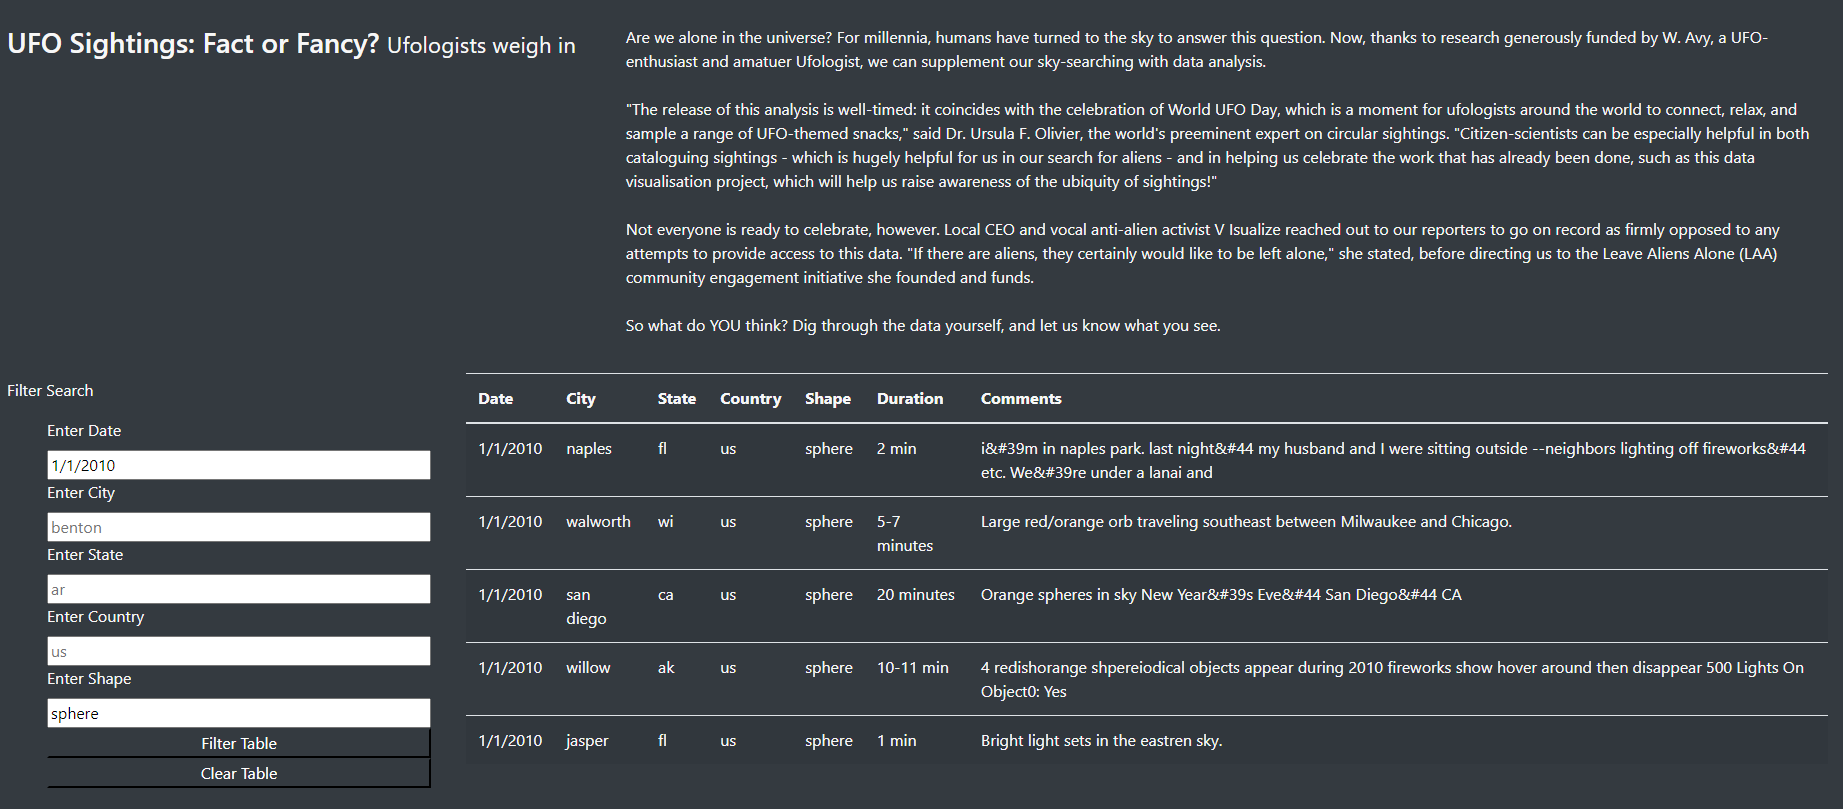 UFO Sightings: Fact or Fancy? Ufologists weigh in
Are we alone in the universe? For millennia, humans have turned to the sky to answer this question. Now, thanks to research generously funded by W. Avy, a UFO-
enthusiast and amatuer Ufologist, we can supplement our sky-searching with data analysis.
"The release of this analysis is well-timed: it coincides with the celebration of World UFO Day, which is a moment for ufologists around the world to connect, relax, and
sample a range of UFO-themed snacks," said Dr. Ursula F. Olivier, the world's preeminent expert on circular sightings. "Citizen-scientists can be especially helpful in both
cataloguing sightings - which is hugely helpful for us in our search for aliens - and in helping us celebrate the work that has already been done, such as this data
visualisation project, which will help us raise awareness of the ubiquity of sightings!"
Not everyone is ready to celebrate, however. Local CEO and vocal anti-alien activist V Isualize reached out to our reporters to go on record as firmly opposed to any
attempts to provide access to this data. "If there are aliens, they certainly would like to be left alone," she stated, before directing us to the Leave Aliens Alone (LAA)
community engagement initiative she founded and funds.
So what do YOU think? Dig through the data yourself, and let us know what you see.
Filter Search
Enter Date
1/1/2010
Enter City
benton
Enter State
ar
Enter Country
us
Enter Shape
sphere
Filter Table
Clear Table
Date City State Country Shape Duration Comments
1/1/2010 naples fl us sphere 2 min i&#39m in naples park. last night&#44 my husband and I were sitting outside --neighbors lighting off fireworks&#44
etc. We&#39re under a lanai and
1/1/2010 walworth wi us sphere 5-7 Large red/orange orb traveling southeast between Milwaukee and Chicago.
minutes
1/1/2010 san ca us sphere 20 minutes Orange spheres in sky New Year&#39s Eve&#44 San Diego&#44 CA
diego
1/1/2010 willow ak us sphere 10-11 min 4 redishorange shpereiodical objects appear during 2010 fireworks show hover around then disappear 500 Lights On
Object0: Yes
1/1/2010 jasper fl us sphere 1 min Bright light sets in the eastren sky.